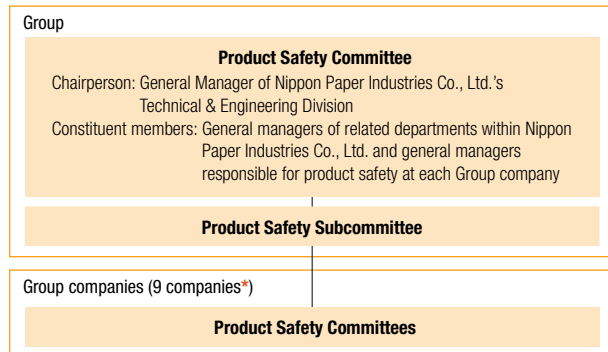 Group
Product Safety Committee
Chairperson: General Manager of Nippon Paper Industries Co., Ltd.’s
Technical & Engineering Division
Constituent members: General managers of related departments within Nippon
Paper Industries Co., Ltd. and general managers
responsible for product safety at each Group company
Product Safety Subcommittee
Group companies (9 companies*)
Product Safety Committees